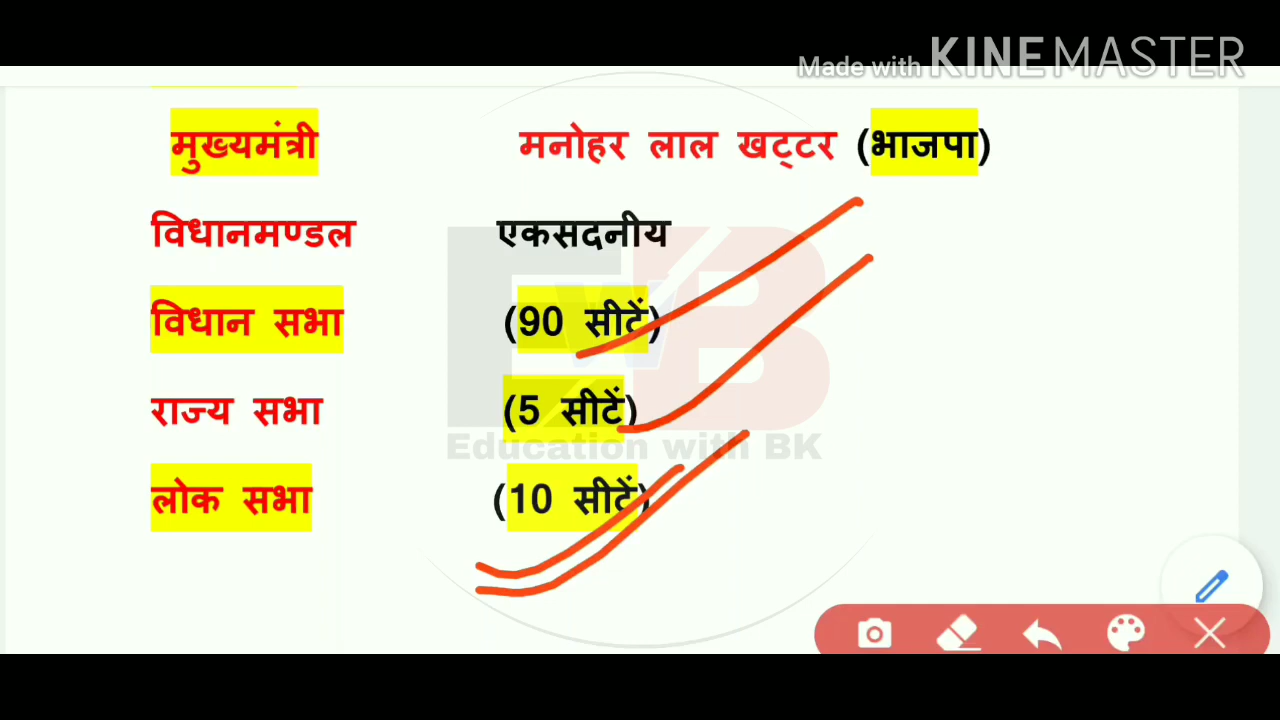 Made with KINEMASTER
मुख्यमंत्री मनोहर लाल खट्टर (भाजपा)
विधानमण्डल एकसदनीय
विधान सभा (90 सीटें)
राज्य सभा (5 सीटें)
लोक सभा (10 सीटें)
EWB
Education with BK